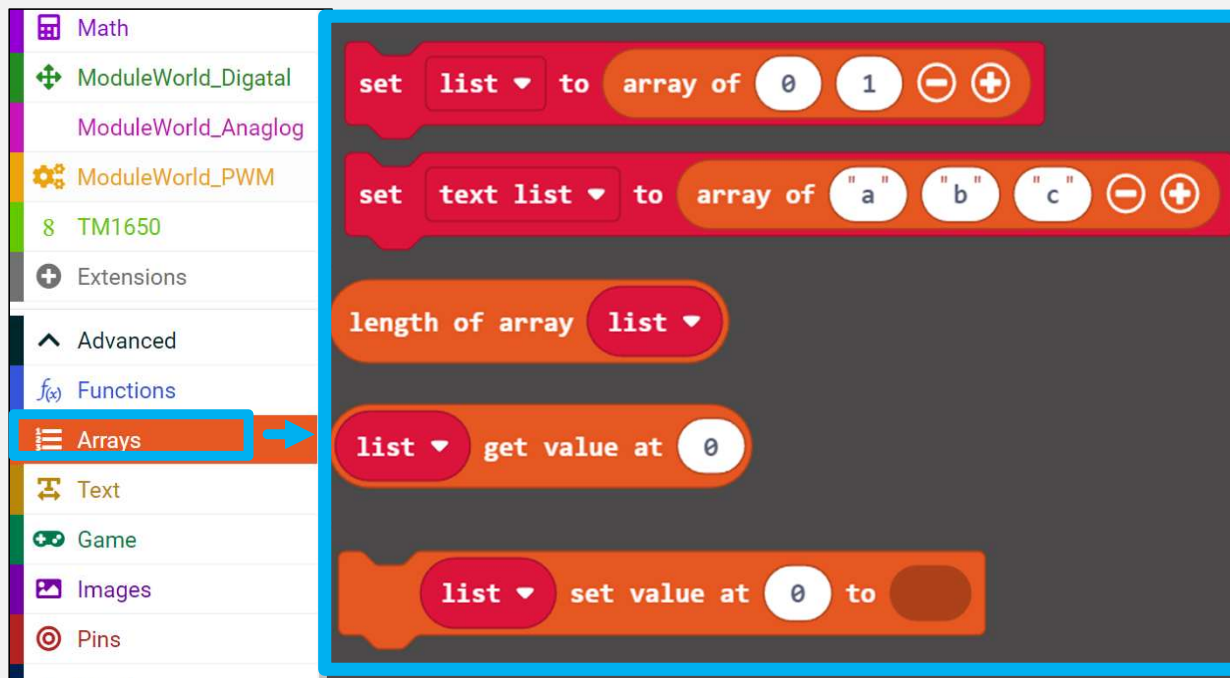 Math
ModuleWorld_Digatal
ModuleWorld_Anaglog
ModuleWorld_PWM
8 TM1650
Extensions
Advanced
f(x) Functions
Arrays
Text
Game
Images
Pins
set list to array of 0 1
set text list to array of "a" "b" "c"
length of array list
list get value at 0
list set value at 0 to